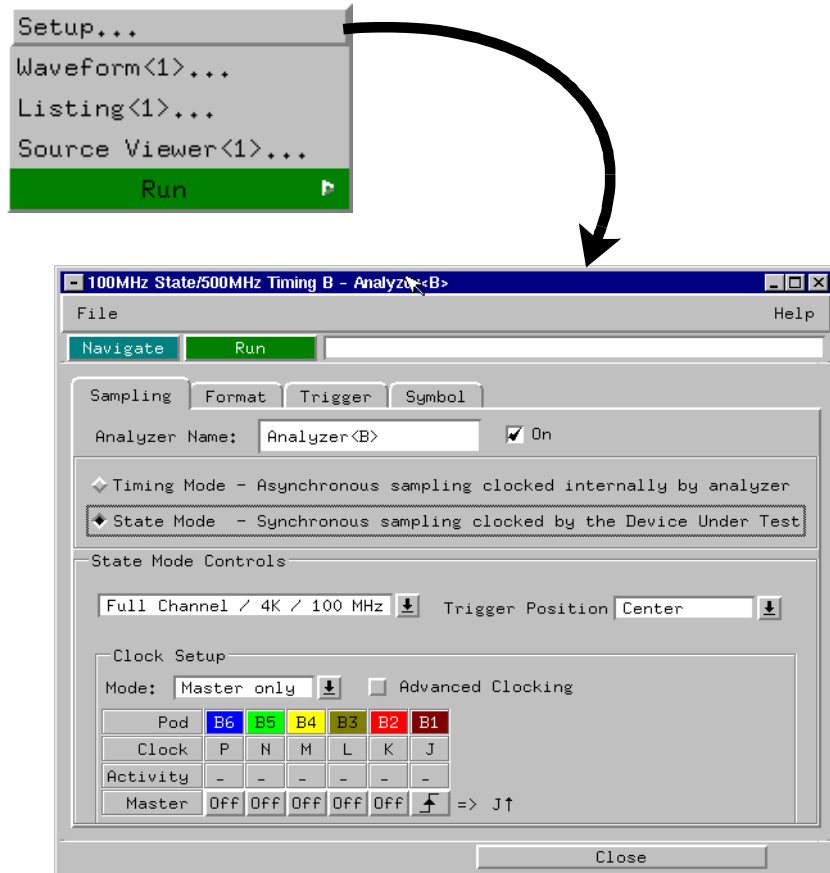 Setup...
Waveform<1>...
Listing<1>...
Source Viewer<1>...
Run
100MHz State/500MHz Timing B - Analyzer<B>
File Help
Navigate Run
Sampling Format Trigger Symbol
Analyzer Name: Analyzer<B> On
Timing Mode - Asynchronous sampling clocked internally by analyzer
State Mode - Synchronous sampling clocked by the Device Under Test
State Mode Controls
Full Channel / 4K / 100 MHz Trigger Position Center
Clock Setup
Mode: Master only Advanced Clocking
Pod B6 B5 B4 B3 B2 B1
Clock P N M L K J
Activity - - - - - -
Master Off Off Off Off Off => J↑
Close